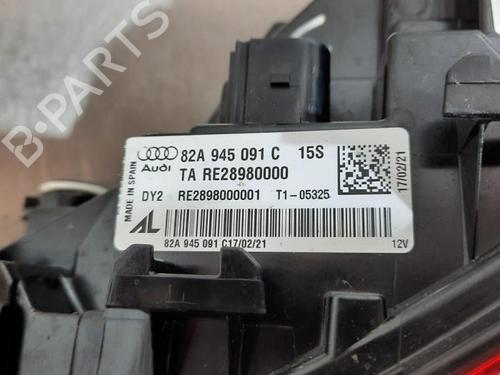 B-PARTS
Audi 82A 945 091 C 15S
TA RE28980000
DY2 RE2898000001 T1-05325
MADE IN SPAIN
AL
82A 945 091 C17/02/21
12V
17/02/21